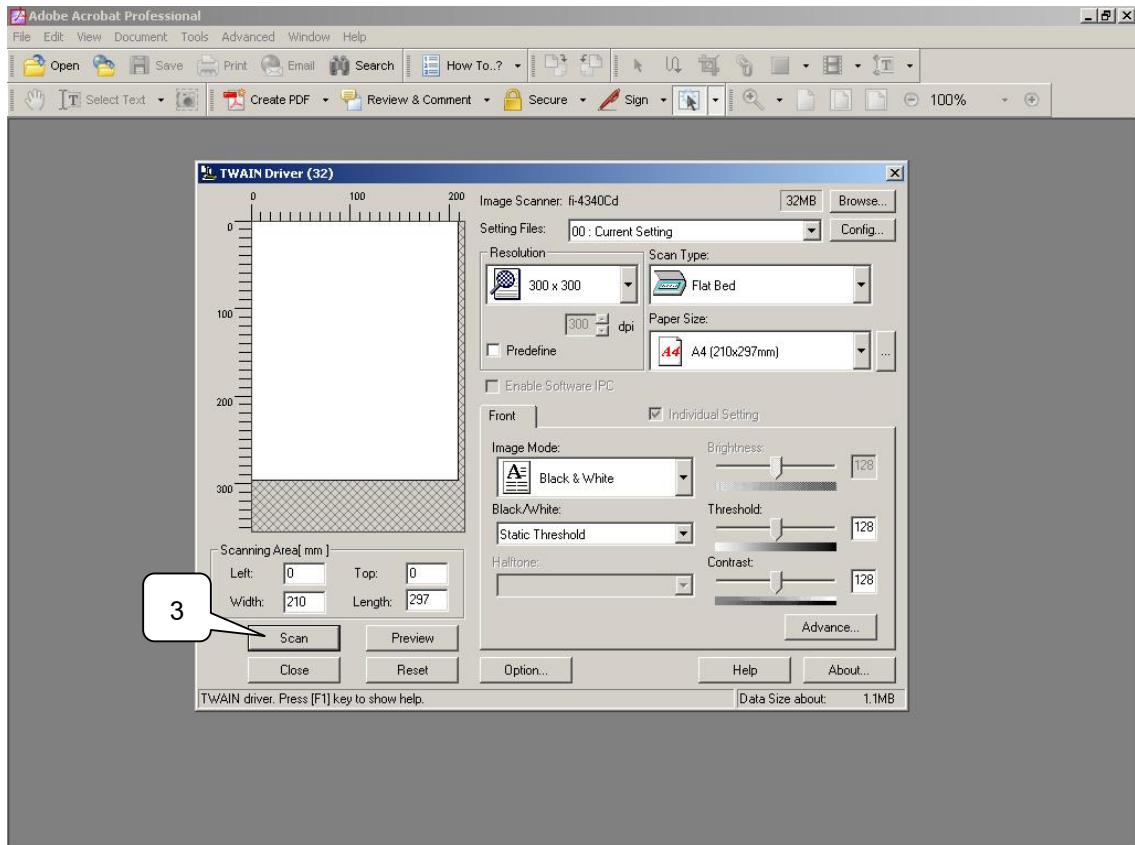 Adobe Acrobat Professional
File Edit View Document Tools Advanced Window Help
Open Save Print Email Search How To..?
Select Text Create PDF Review & Comment Secure Sign 100%
TWAIN Driver (32)
0 100 200
0
100
200
300
Image Scanner: fi-4340Cd 32MB Browse...
Setting Files: 00 : Current Setting Config...
Resolution Scan Type:
300 x 300 Flat Bed
300 dpi Paper Size:
Predefine A4 A4 (210x297mm) ...
Enable Software IPC
Front Individual Setting
Image Mode: Brightness:
Black & White 128
Black/White: Threshold:
Static Threshold 128
Halftone: Contrast:
128
Advance...
Scanning Area[ mm ]
Left: 0 Top: 0
Width: 210 Length: 297
3
Scan Preview
Close Reset Option... Help About...
TWAIN driver. Press [F1] key to show help. Data Size about: 1.1MB